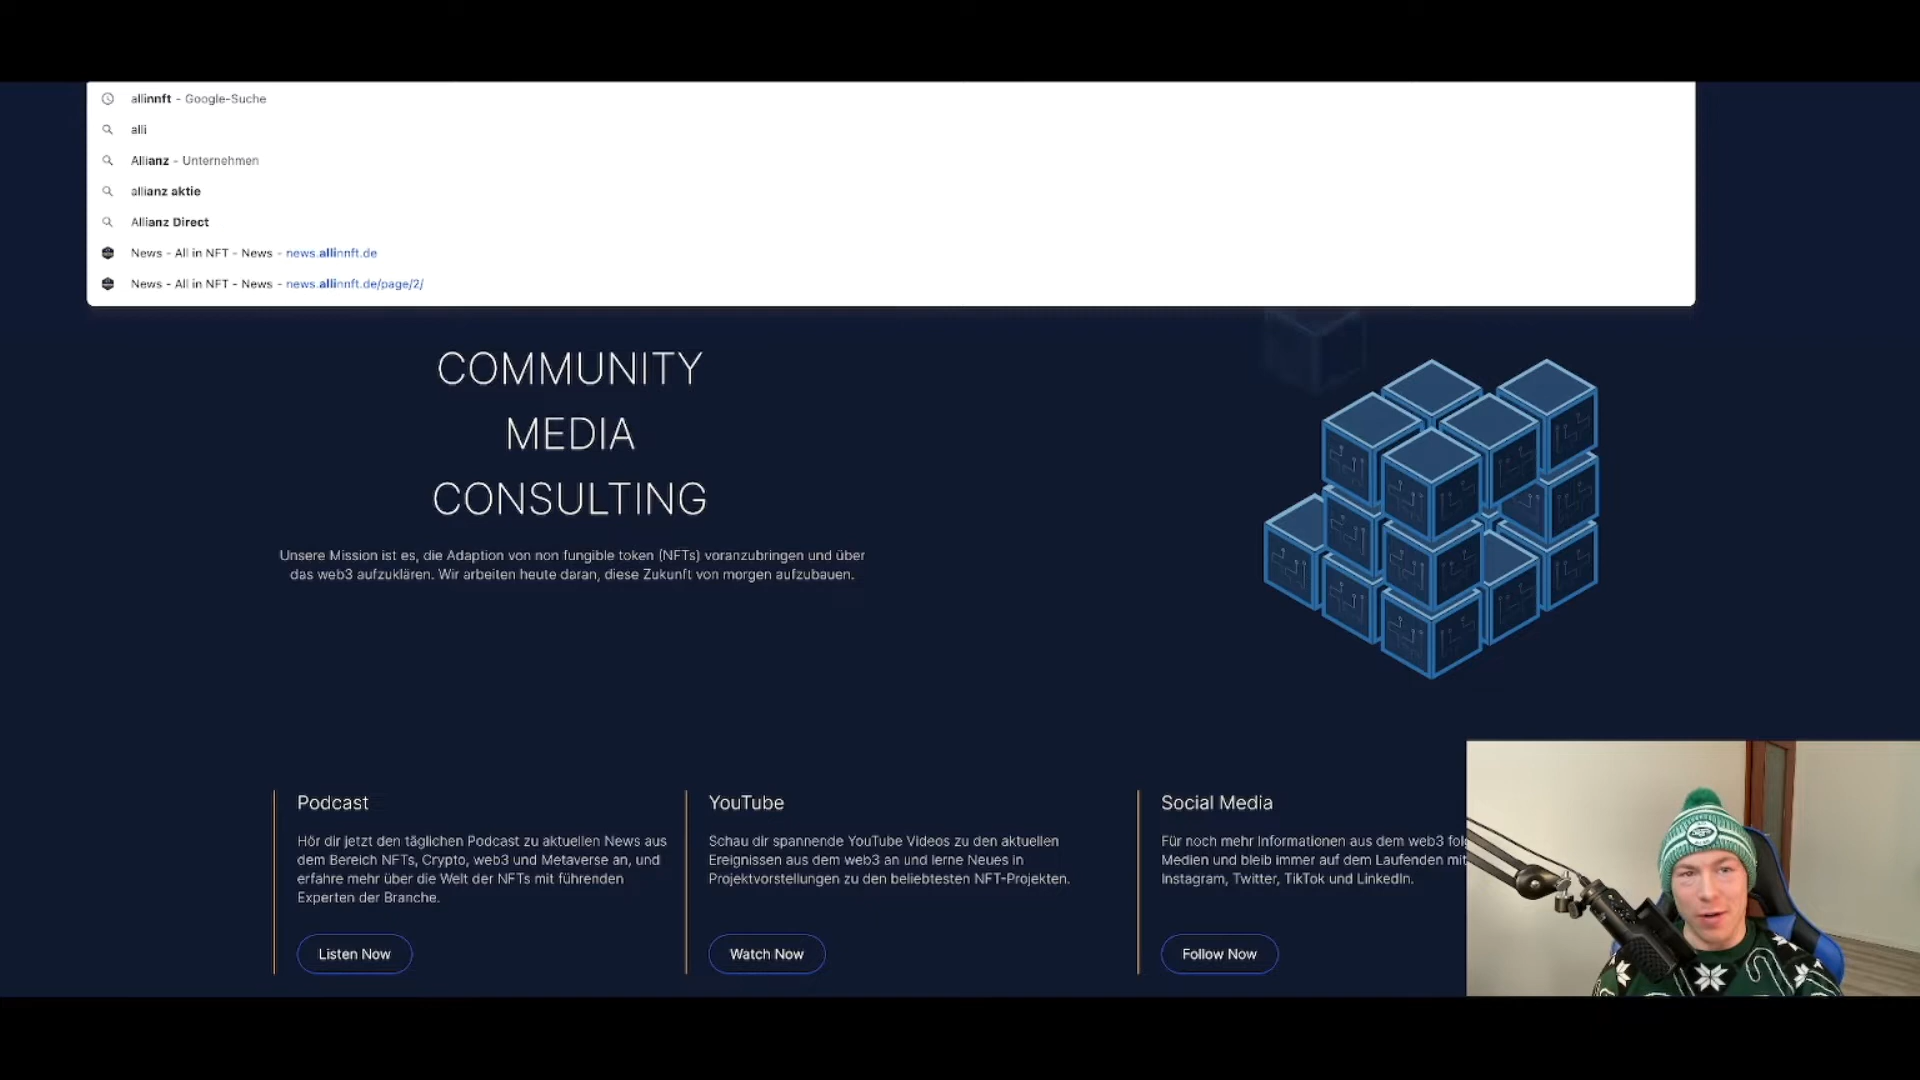 allinnft - Google-Suche
alli
Allianz - Unternehmen
allianz aktie
Allianz Direct
News - All in NFT - News - news.allinnft.de
News - All in NFT - News - news.allinnft.de/page/2/
COMMUNITY
MEDIA
CONSULTING
Unsere Mission ist es, die Adaption von non fungible token (NFTs) voranzubringen und über
das web3 aufzuklären. Wir arbeiten heute daran, diese Zukunft von morgen aufzubauen.
Podcast
Hör dir jetzt den täglichen Podcast zu aktuellen News aus
dem Bereich NFTs, Crypto, web3 und Metaverse an, und
erfahre mehr über die Welt der NFTs mit führenden
Experten der Branche.
Listen Now
YouTube
Schau dir spannende YouTube Videos zu den aktuellen
Ereignissen aus dem web3 an und lerne Neues in
Projektvorstellungen zu den beliebtesten NFT-Projekten.
Watch Now
Social Media
Für noch mehr Informationen aus dem web3 fol
Medien und bleib immer auf dem Laufenden mit
Instagram, Twitter, TikTok und LinkedIn.
Follow Now